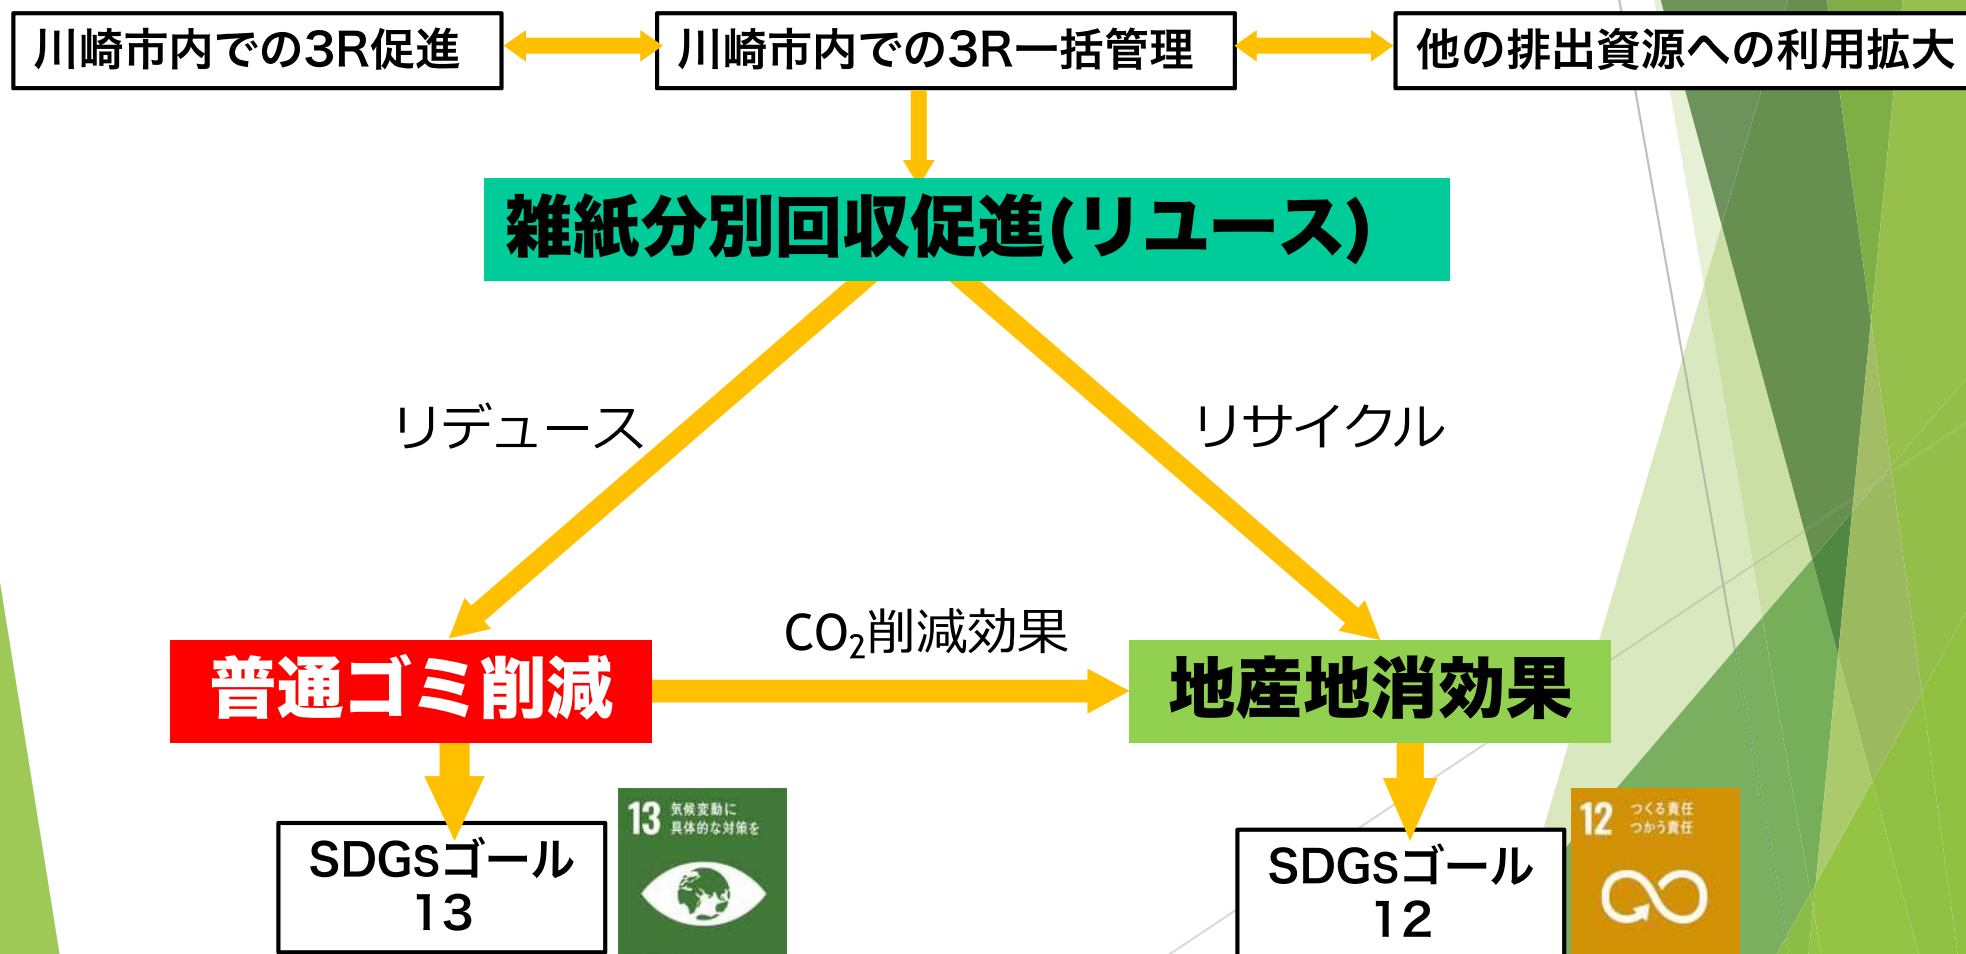 川崎市内での3R促進
川崎市内での3R一括管理
他の排出資源への利用拡大
雑紙分別回収促進(リユース)
リデュース
リサイクル
CO₂削減効果
普通ゴミ削減
地産地消効果
SDGsゴール
13
13 気候変動に
具体的な対策を
SDGsゴール
12
12 つくる責任
つかう責任